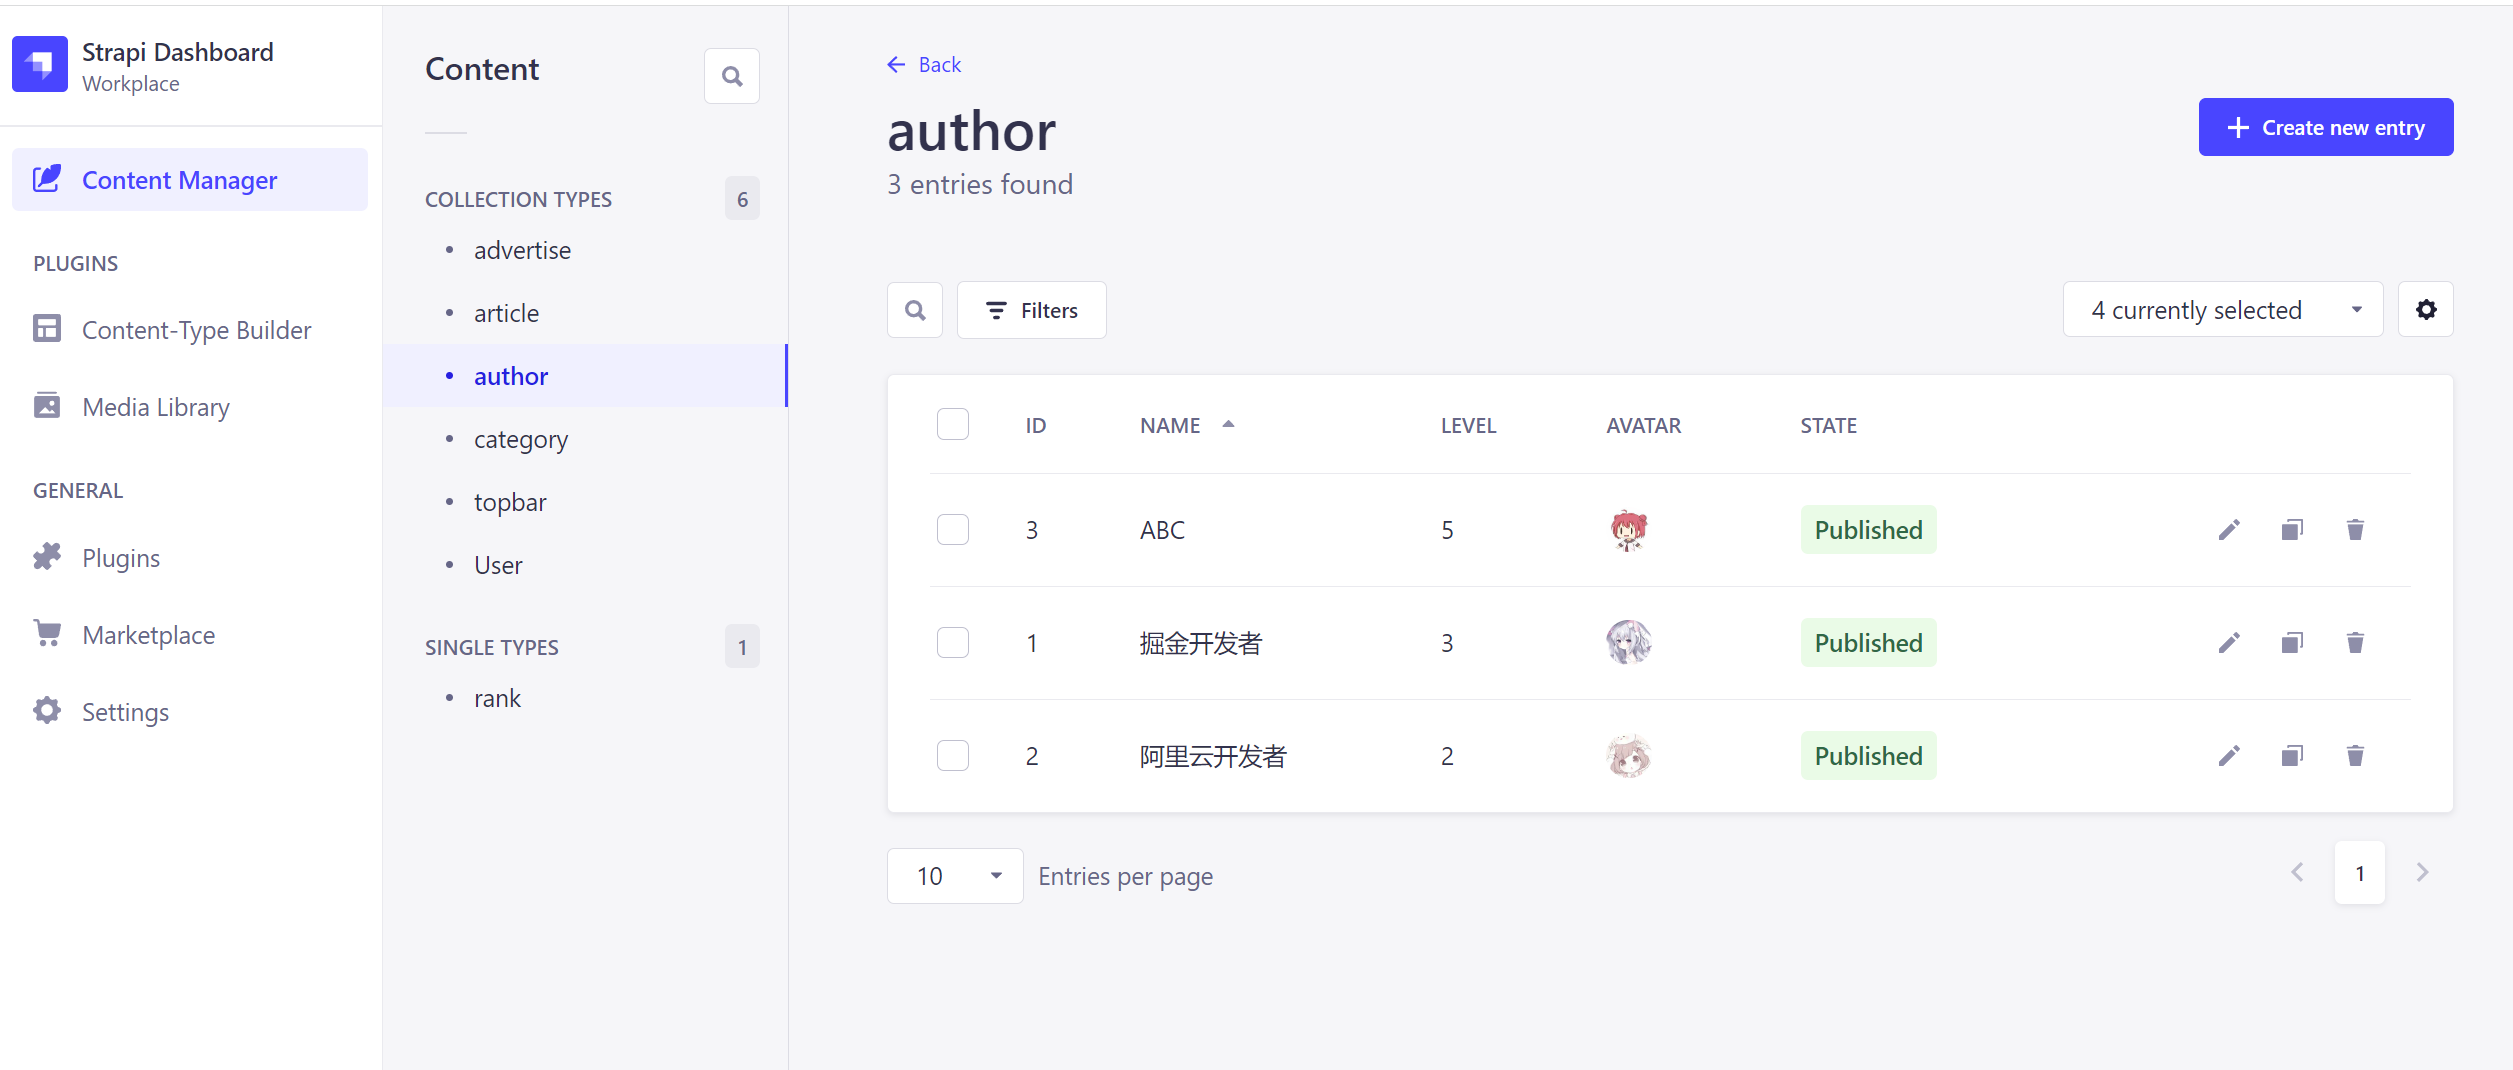 Strapi Dashboard
Workplace
Content Manager
PLUGINS
Content-Type Builder
Media Library
GENERAL
Plugins
Marketplace
Settings
Content
COLLECTION TYPES 6
advertise
article
author
category
topbar
User
SINGLE TYPES 1
rank
Back
author
3 entries found
Create new entry
Filters
4 currently selected
ID NAME LEVEL AVATAR STATE
3 ABC 5 Published
1 掘金开发者 3 Published
2 阿里云开发者 2 Published
10 Entries per page
1